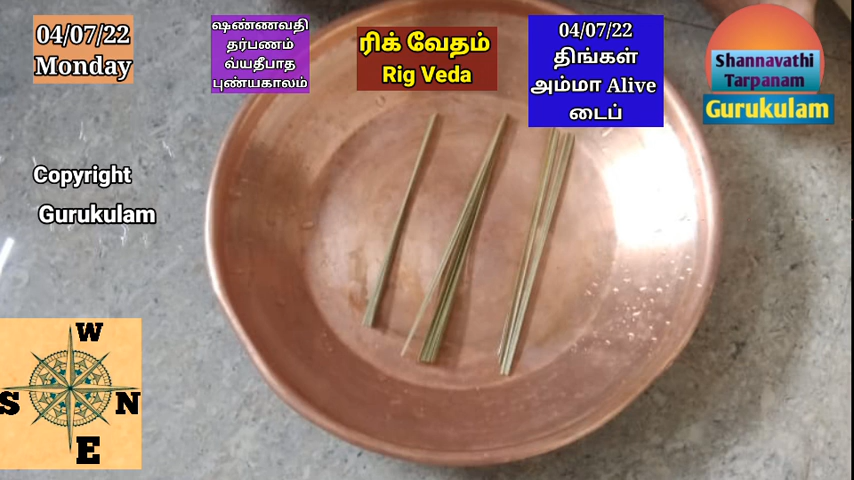 04/07/22
Monday
ஷண்ணவதி
தர்பணம்
வ்யதீபாத
புண்யகாலம்
ரிக் வேதம்
Rig Veda
04/07/22
திங்கள்
அம்மா Alive
டைப்
Shannavathi
Tarpanam
Gurukulam
Copyright
Gurukulam
W
S N
E